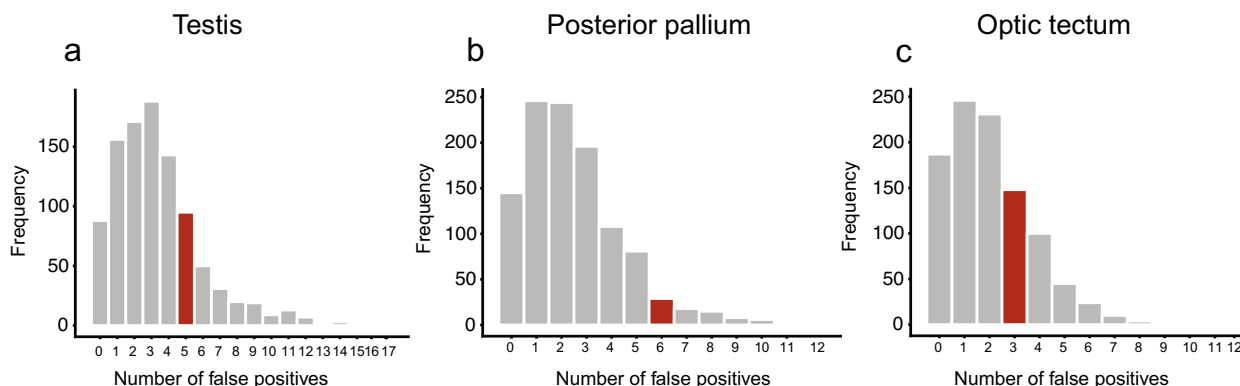 Testis
Posterior pallium
Optic tectum
a
b
c
Frequency
150
100
50
0
0 1 2 3 4 5 6 7 8 9 10 11 12 13 14 15 16 17
Number of false positives
Frequency
250
200
150
100
50
0
0 1 2 3 4 5 6 7 8 9 10 11 12
Number of false positives
Frequency
250
200
150
100
50
0
0 1 2 3 4 5 6 7 8 9 10 11 12
Number of false positives